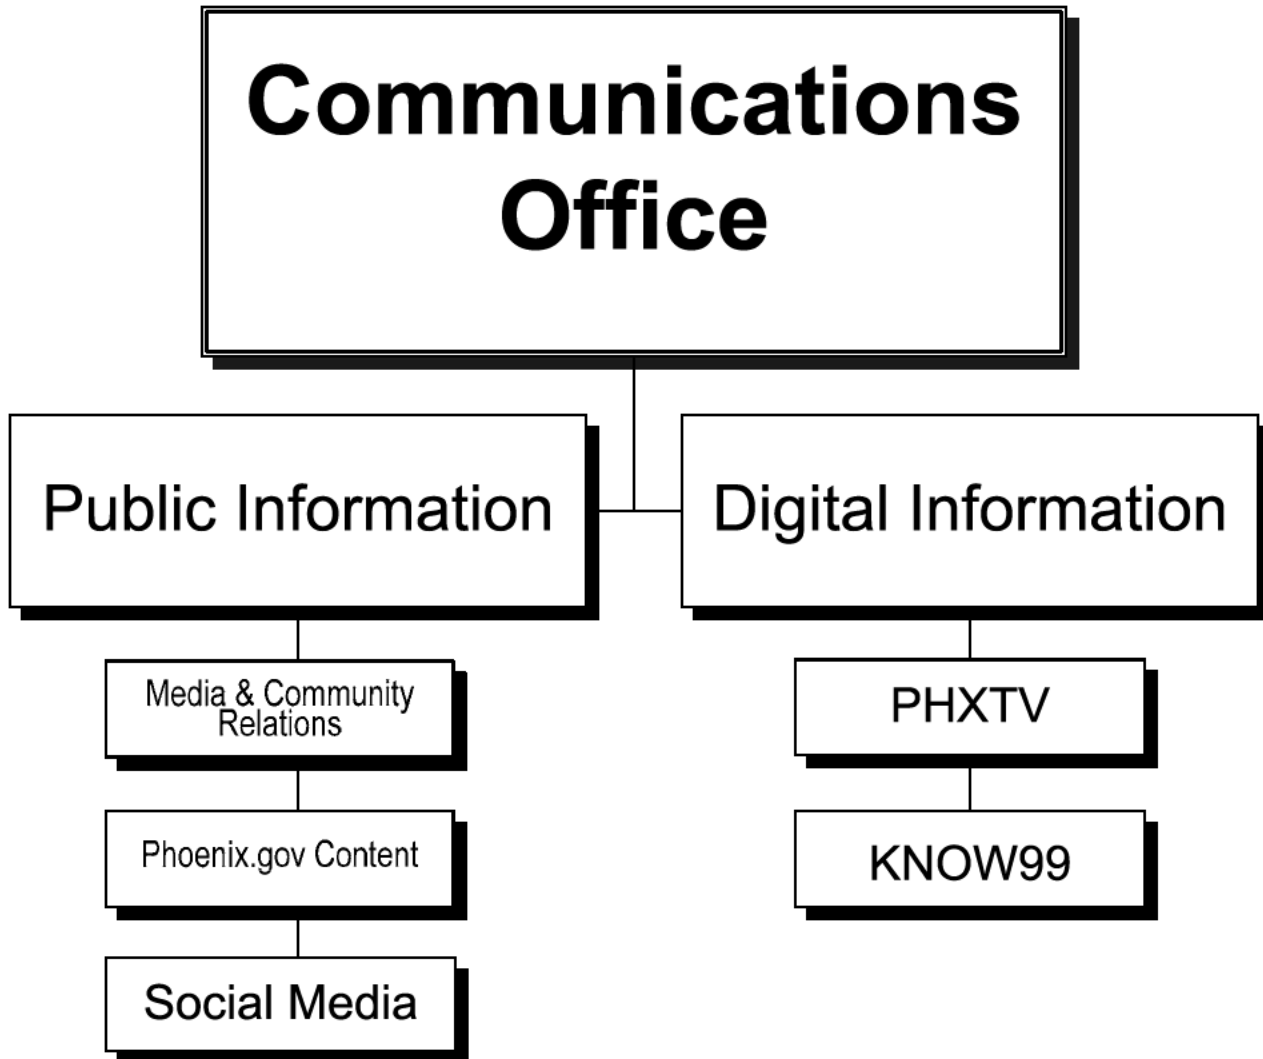 Communications
Office
Public Information
Digital Information
Media & Community
Relations
PHXTV
Phoenix.gov Content
KNOW99
Social Media